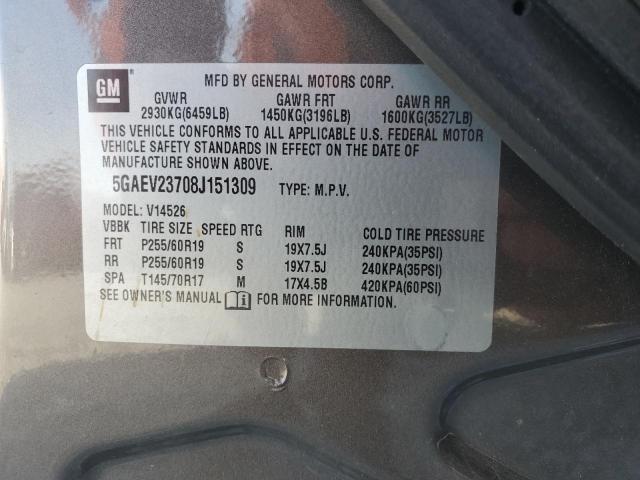 GM
MFD BY GENERAL MOTORS CORP.
GVWR GAWR FRT GAWR RR
2930KG(6459LB) 1450KG(3196LB) 1600KG(3527LB)
THIS VEHICLE CONFORMS TO ALL APPLICABLE U.S. FEDERAL MOTOR
VEHICLE SAFETY STANDARDS IN EFFECT ON THE DATE OF
MANUFACTURE SHOWN ABOVE.
5GAEV23708J151309 TYPE: M.P.V.
MODEL: V14526
VBBK TIRE SIZE SPEED RTG RIM COLD TIRE PRESSURE
FRT P255/60R19 S 19X7.5J 240KPA(35PSI)
RR P255/60R19 S 19X7.5J 240KPA(35PSI)
SPA T145/70R17 M 17X4.5B 420KPA(60PSI)
SEE OWNER'S MANUAL FOR MORE INFORMATION.